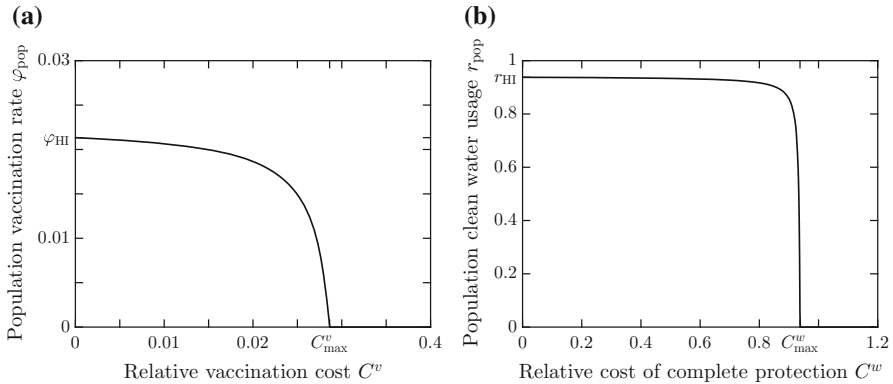 (a)
Population vaccination rate φpop
0.03
φHI
0.01
0
0
0.01
0.02
C^v_max
0.4
Relative vaccination cost C^v
(b)
Population clean water usage rpop
1
rHI
0.8
0.6
0.4
0.2
0
0
0.2
0.4
0.6
0.8
C^w_max
1.2
Relative cost of complete protection C^w